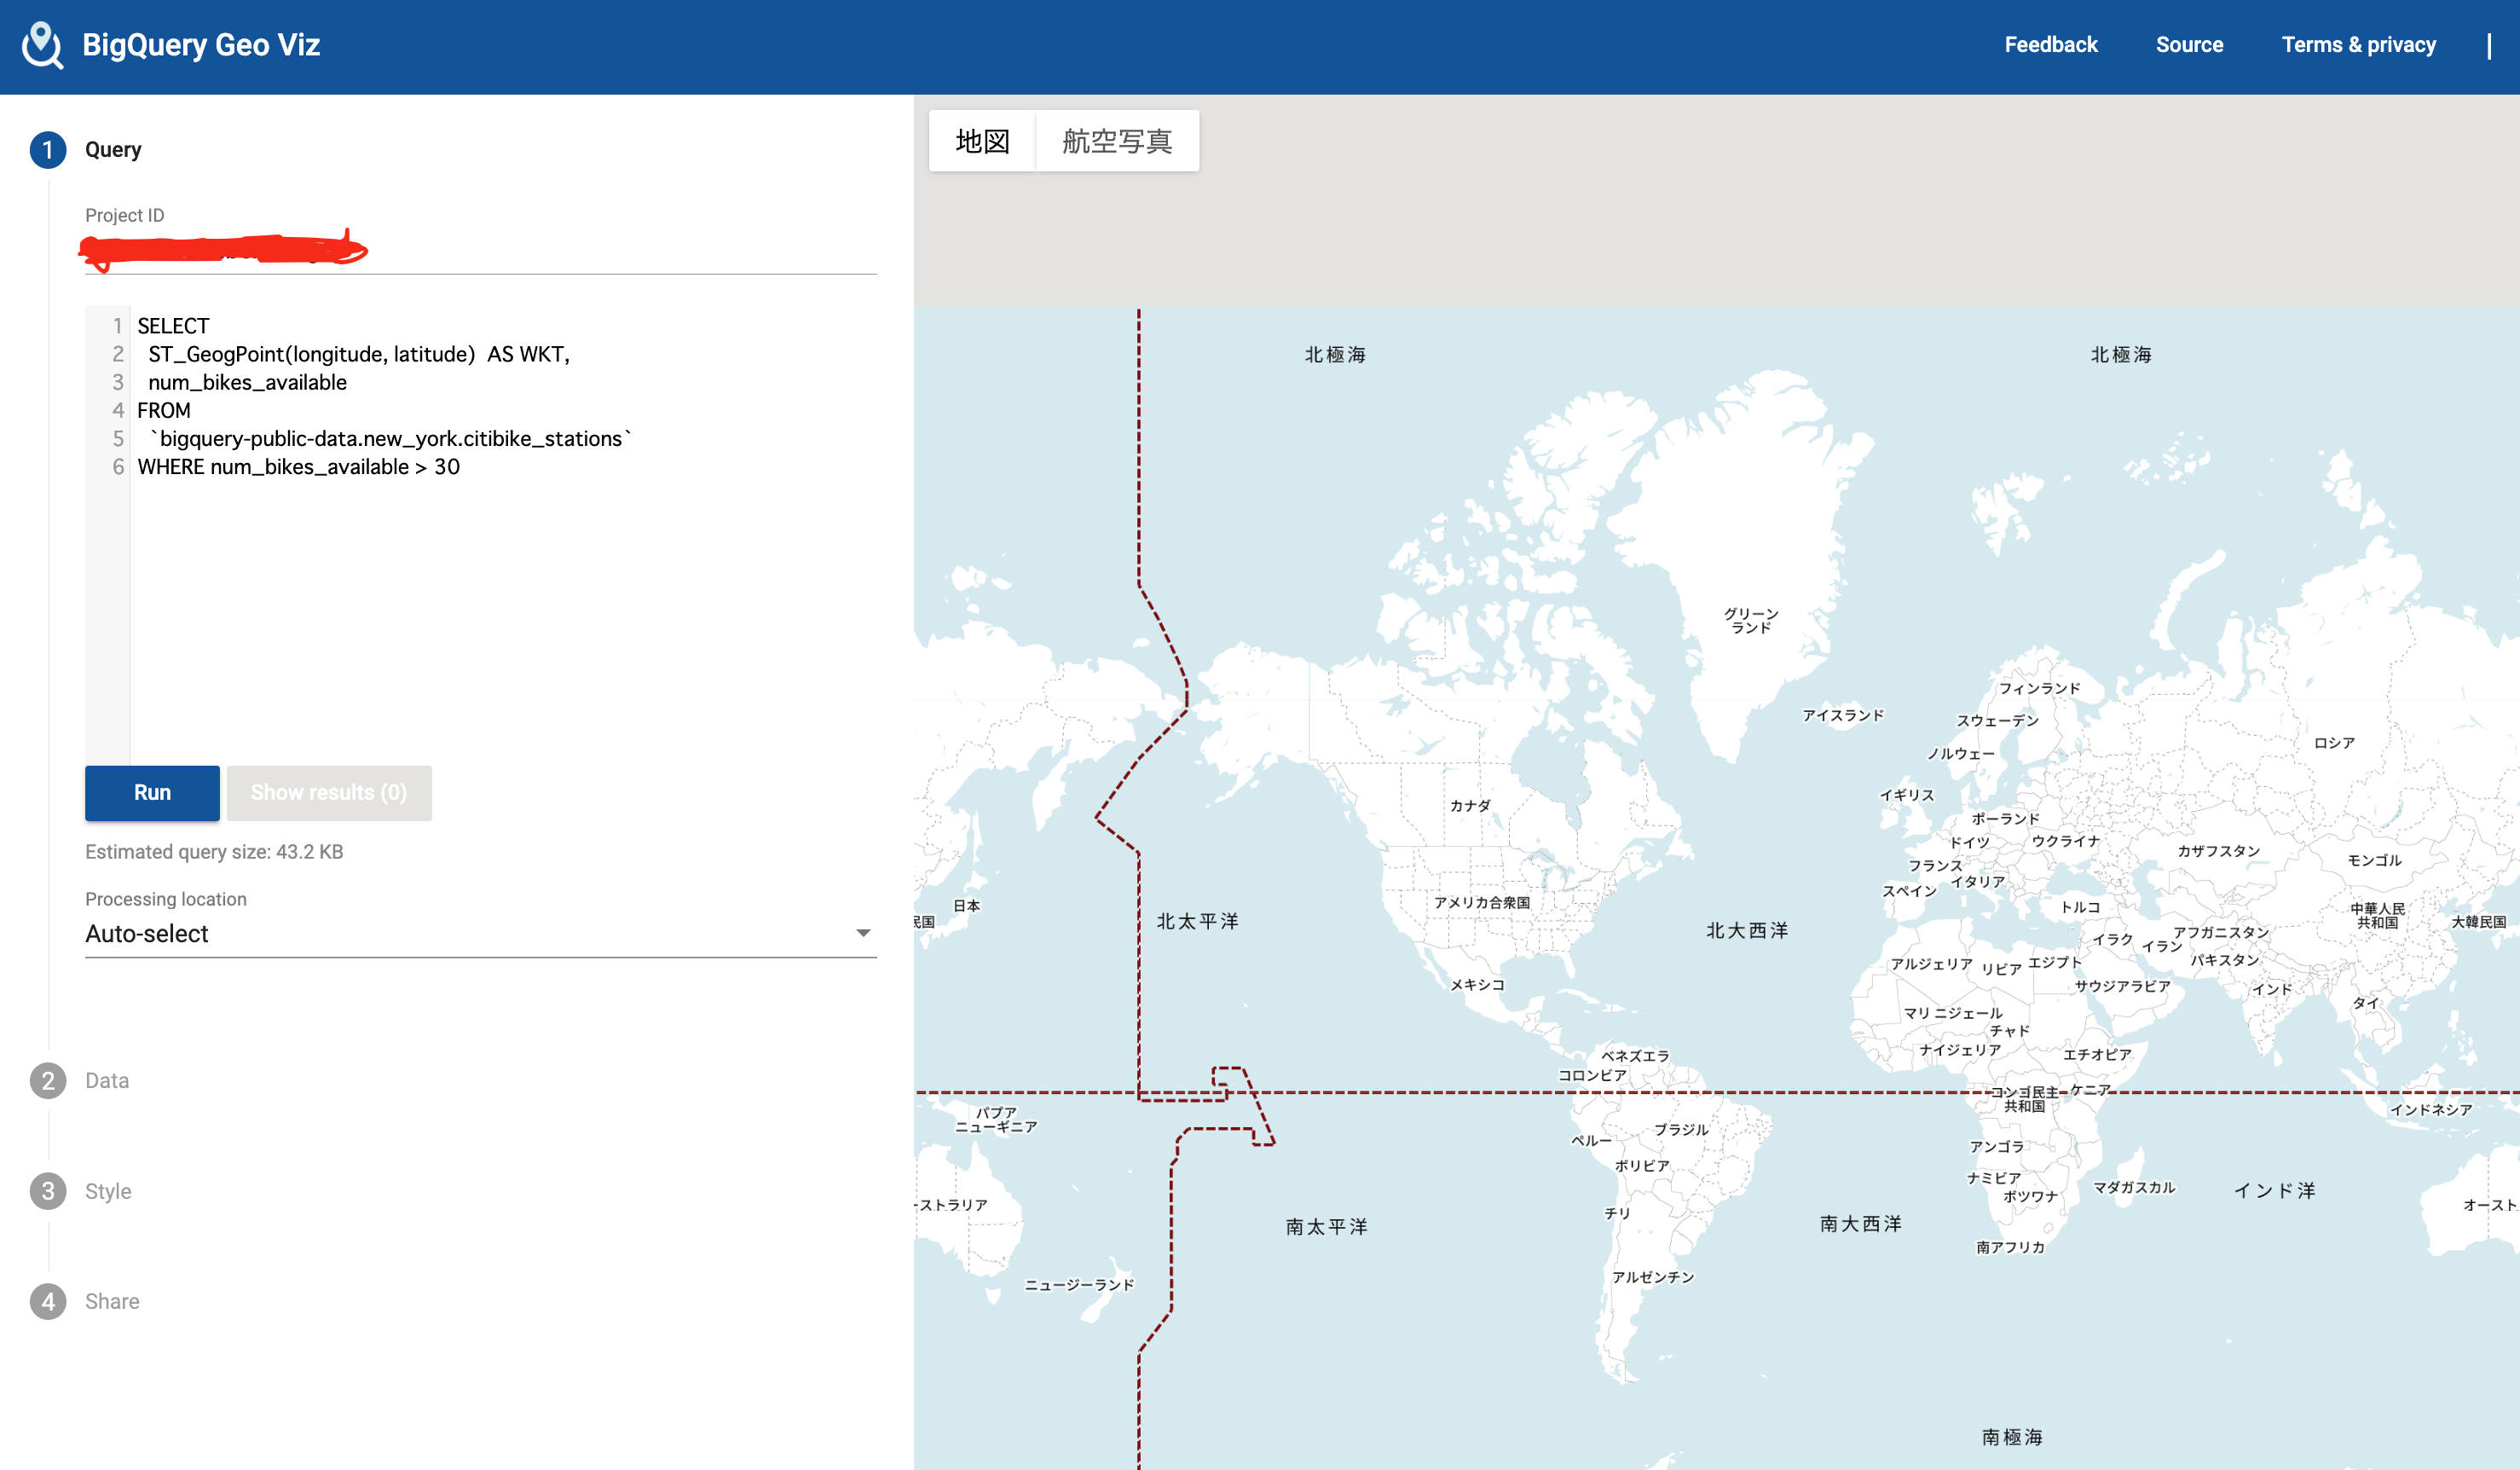 BigQuery Geo Viz
Feedback
Source
Terms & privacy
1
Query
Project ID
1 SELECT
2 ST_GeogPoint(longitude, latitude) AS WKT,
3 num_bikes_available
4 FROM
5 `bigquery-public-data.new_york.citibike_stations`
6 WHERE num_bikes_available > 30
Run
Show results (0)
Estimated query size: 43.2 KB
Processing location
Auto-select
2
Data
3
Style
4
Share
地図
航空写真
北極海
北極海
グリーン
ランド
アイスランド
フィンランド
スウェーデン
ノルウェー
ロシア
イギリス
カナダ
ポーランド
ドイツ
ウクライナ
フランス
カザフスタン
モンゴル
スペイン
イタリア
アメリカ合衆国
日本
民国
トルコ
中華人民
共和国
大韓民国
北太平洋
北大西洋
イラク
イラン
アフガニスタン
パキスタン
アルジェリア
リビア
エジプト
メキシコ
サウジアラビア
インド
タイ
マリ
ニジェール
チャド
ナイジェリア
エチオピア
ベネズエラ
コロンビア
コンゴ民主
共和国
ケニア
インドネシア
パプア
ニューギニア
ペルー
ブラジル
アンゴラ
ボリビア
ナミビア
ボツワナ
マダガスカル
インド洋
ーストラリア
オースト
チリ
南太平洋
南大西洋
南アフリカ
ニュージーランド
アルゼンチン
南極海